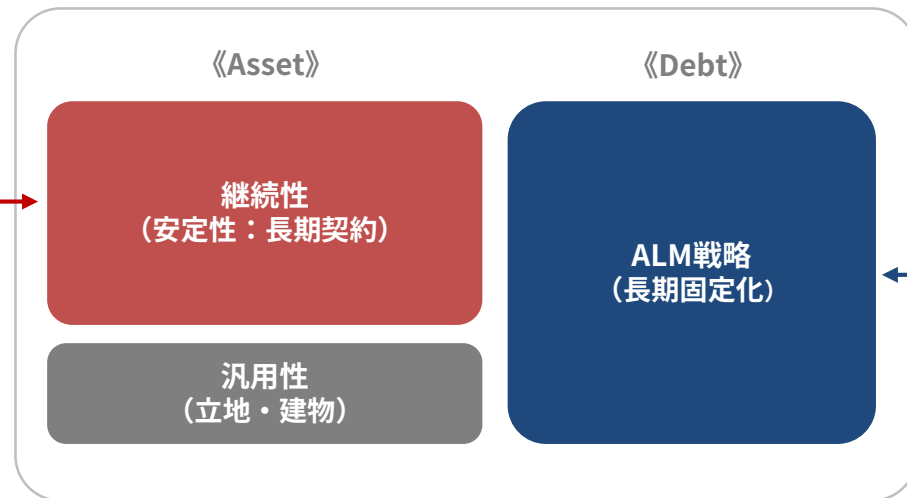 《Asset》
《Debt》
継続性
（安定性：長期契約）
ALM戦略
（長期固定化）
汎用性
（立地・建物）